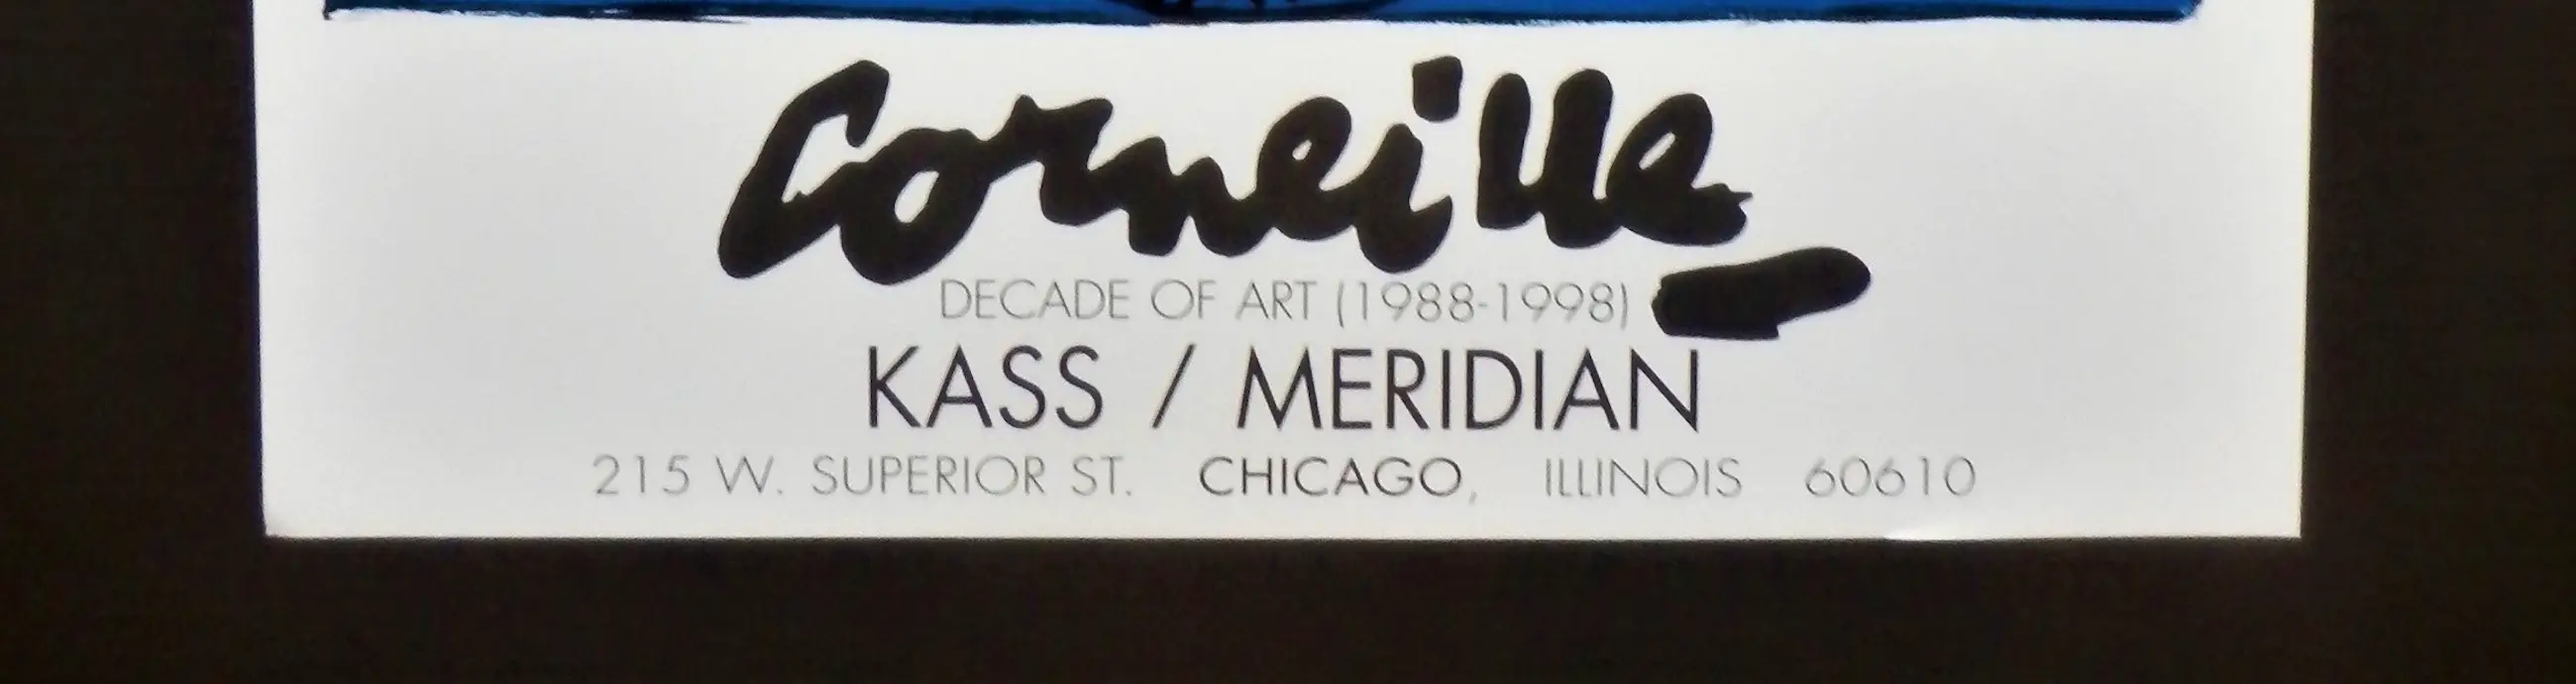 Corneille
DECADE OF ART (1988-1998)
KASS / MERIDIAN
215 W. SUPERIOR ST. CHICAGO, ILLINOIS 60610